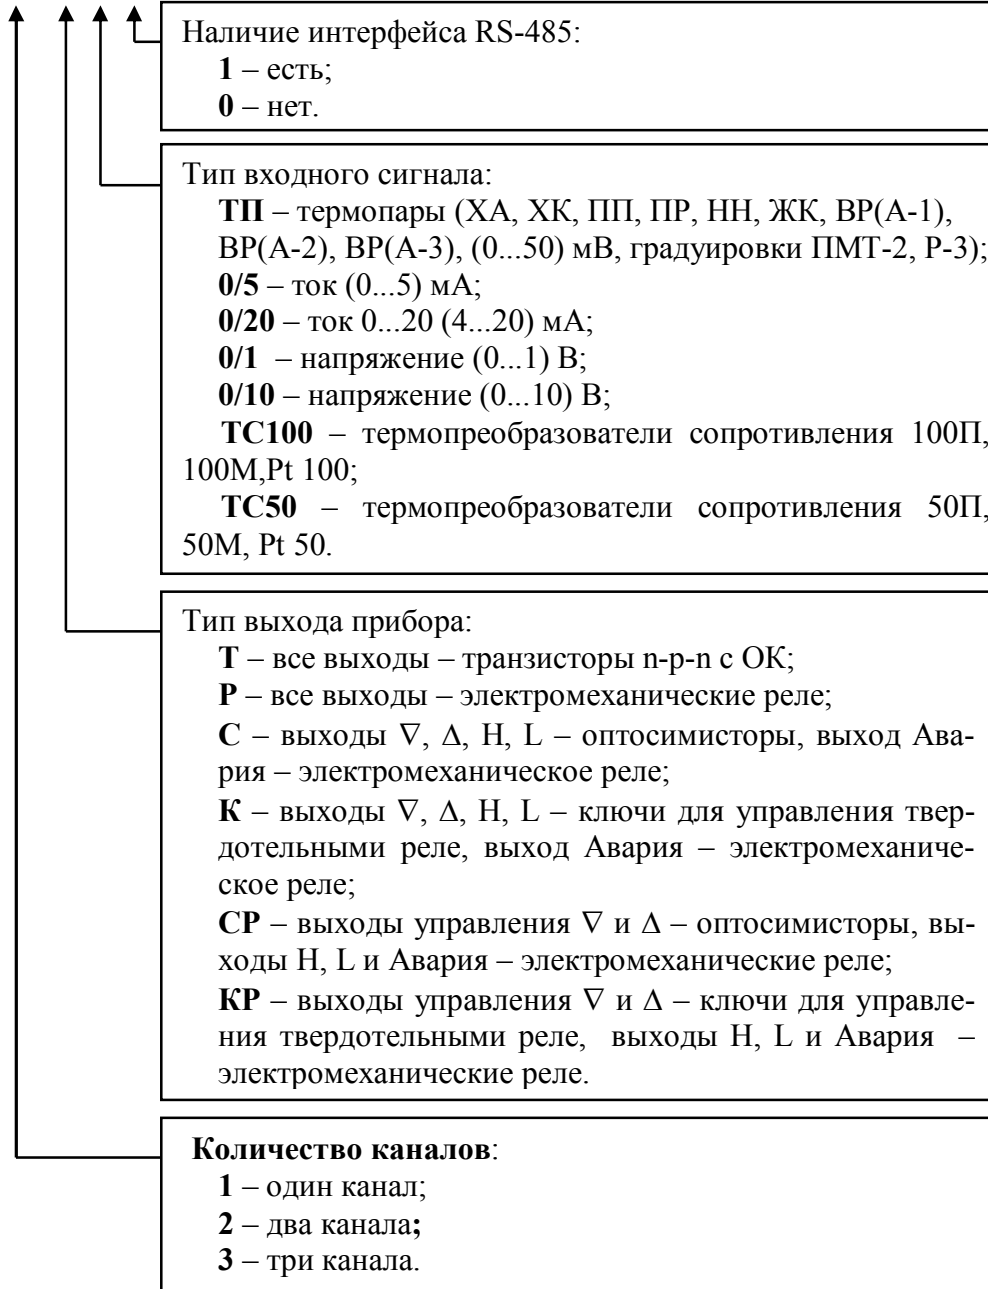 Наличие интерфейса RS-485:
1 – есть;
0 – нет.
Тип входного сигнала:
ТП – термопары (ХА, ХК, ПП, ПР, НН, ЖК, ВР(А-1),
ВР(А-2), ВР(А-3), (0...50) мВ, градуировки ПМТ-2, Р-3);
0/5 – ток (0...5) мА;
0/20 – ток 0...20 (4...20) мА;
0/1 – напряжение (0...1) В;
0/10 – напряжение (0...10) В;
ТС100 – термопреобразователи сопротивления 100П,
100М,Pt 100;
ТС50 – термопреобразователи сопротивления 50П,
50М, Pt 50.
Тип выхода прибора:
Т – все выходы – транзисторы n-p-n с ОК;
Р – все выходы – электромеханические реле;
С – выходы ∇, Δ, H, L – оптосимисторы, выход Ава-
рия – электромеханическое реле;
К – выходы ∇, Δ, H, L – ключи для управления твер-
дотельными реле, выход Авария – электромеханиче-
ское реле;
СР – выходы управления ∇ и Δ – оптосимисторы, вы-
ходы H, L и Авария – электромеханические реле;
КР – выходы управления ∇ и Δ – ключи для управле-
ния твердотельными реле, выходы H, L и Авария –
электромеханические реле.
Количество каналов:
1 – один канал;
2 – два канала;
3 – три канала.